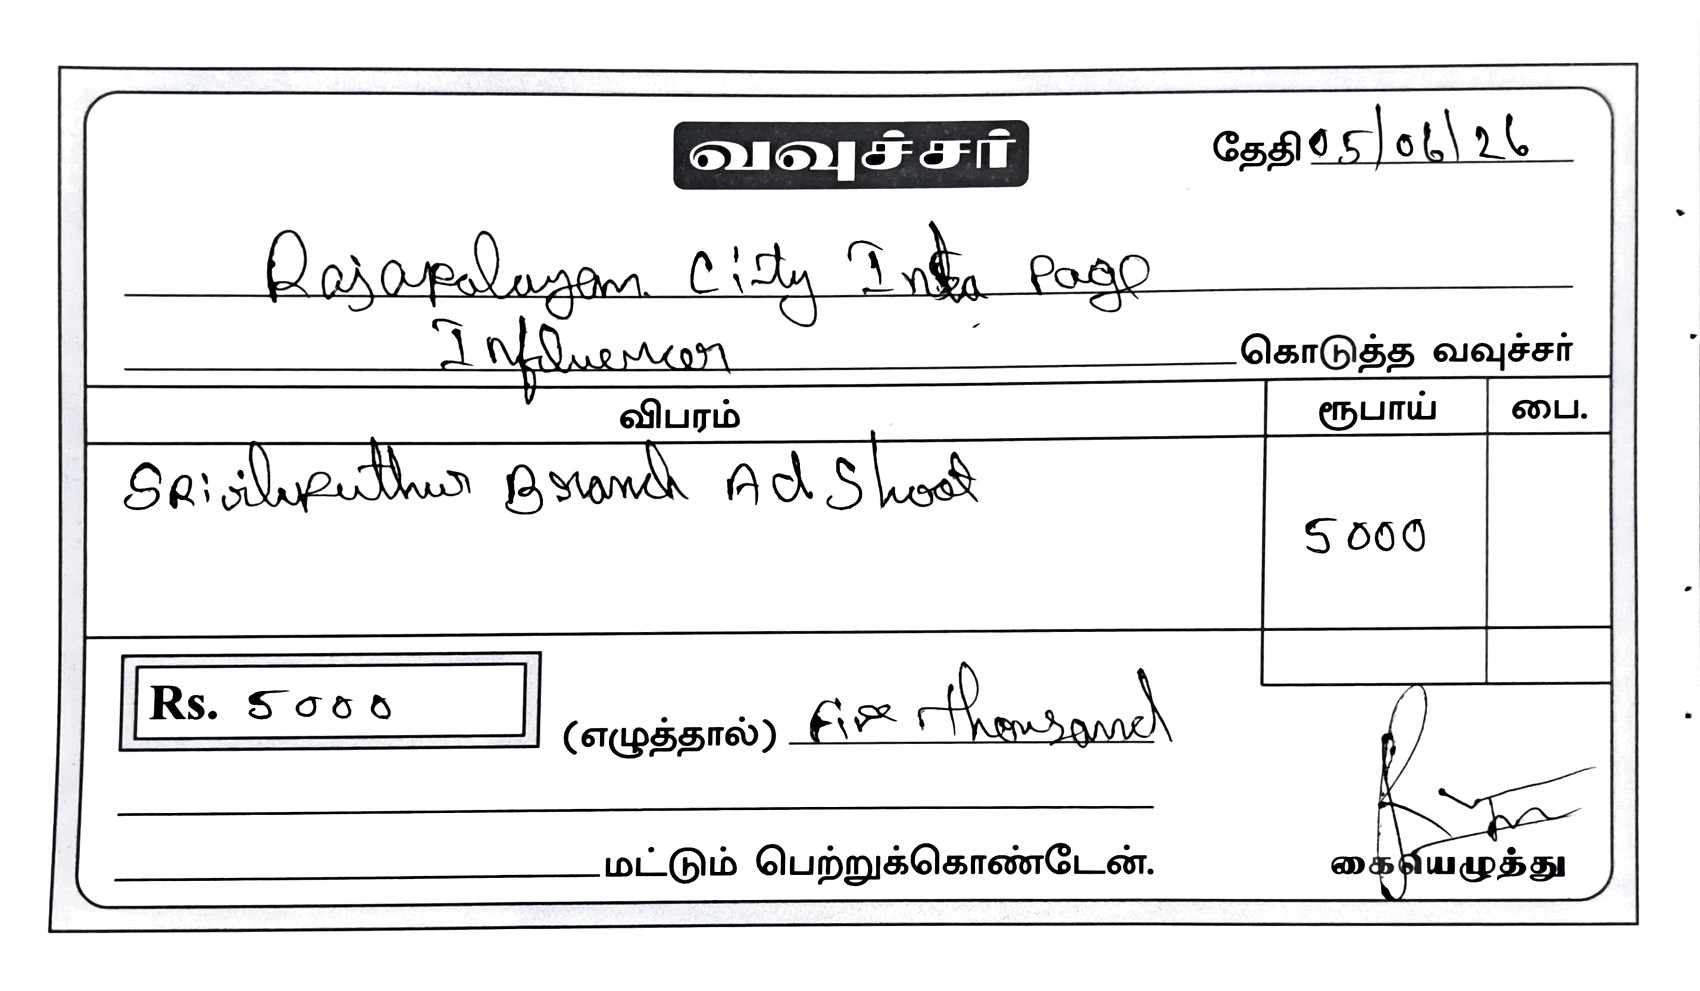 வவுச்சர்
தேதி 05/06/26
Rajapalayam City Insta Page
Influencer கொடுத்த வவுச்சர்
விபரம் ரூபாய் பை.
Srivilliputhur Branch Ad Shoot
5000
Rs. 5000 (எழுத்தால்) Five thousand
மட்டும் பெற்றுக்கொண்டேன். கையெழுத்து